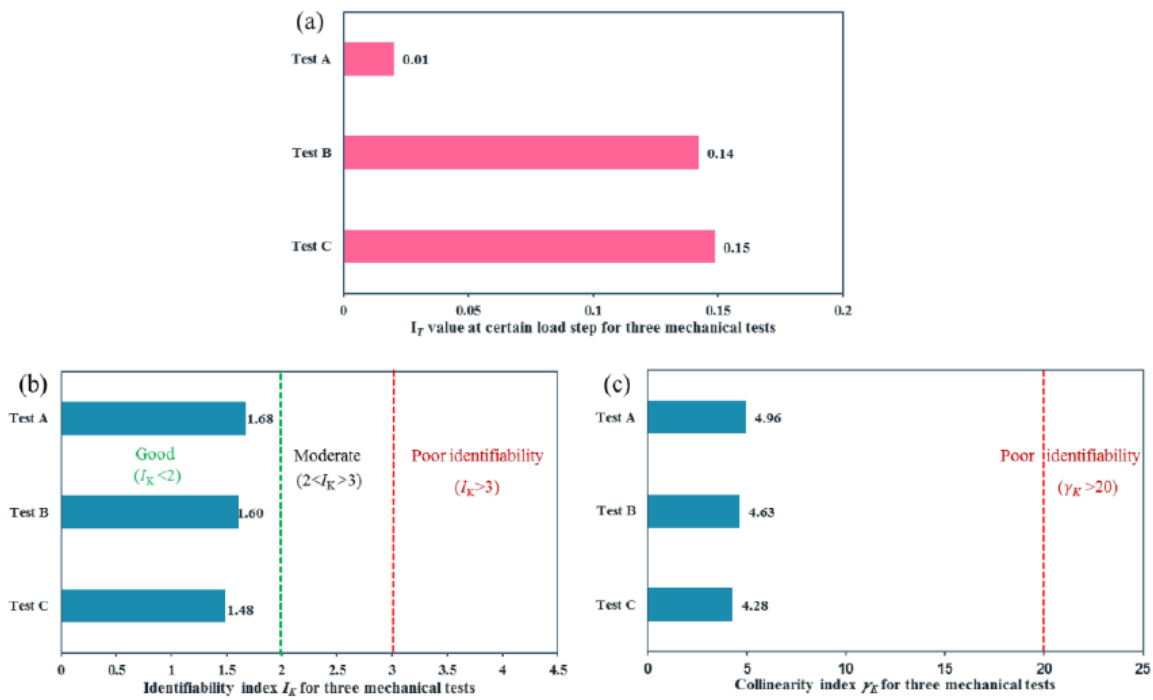 (a)
Test A
0.01
Test B
0.14
Test C
0.15
0 0.05 0.1 0.15 0.2
I_T value at certain load step for three mechanical tests
(b)
Test A
1.68
Good
(I_K<2)
Moderate
(2<I_K>3)
Poor identifiability
(I_K>3)
Test B
1.60
Test C
1.48
0 0.5 1 1.5 2 2.5 3 3.5 4 4.5
Identifiability index I_K for three mechanical tests
(c)
Test A
4.96
Poor identifiability
(γ_K >20)
Test B
4.63
Test C
4.28
0 5 10 15 20 25
Collinearity index γ_K for three mechanical tests